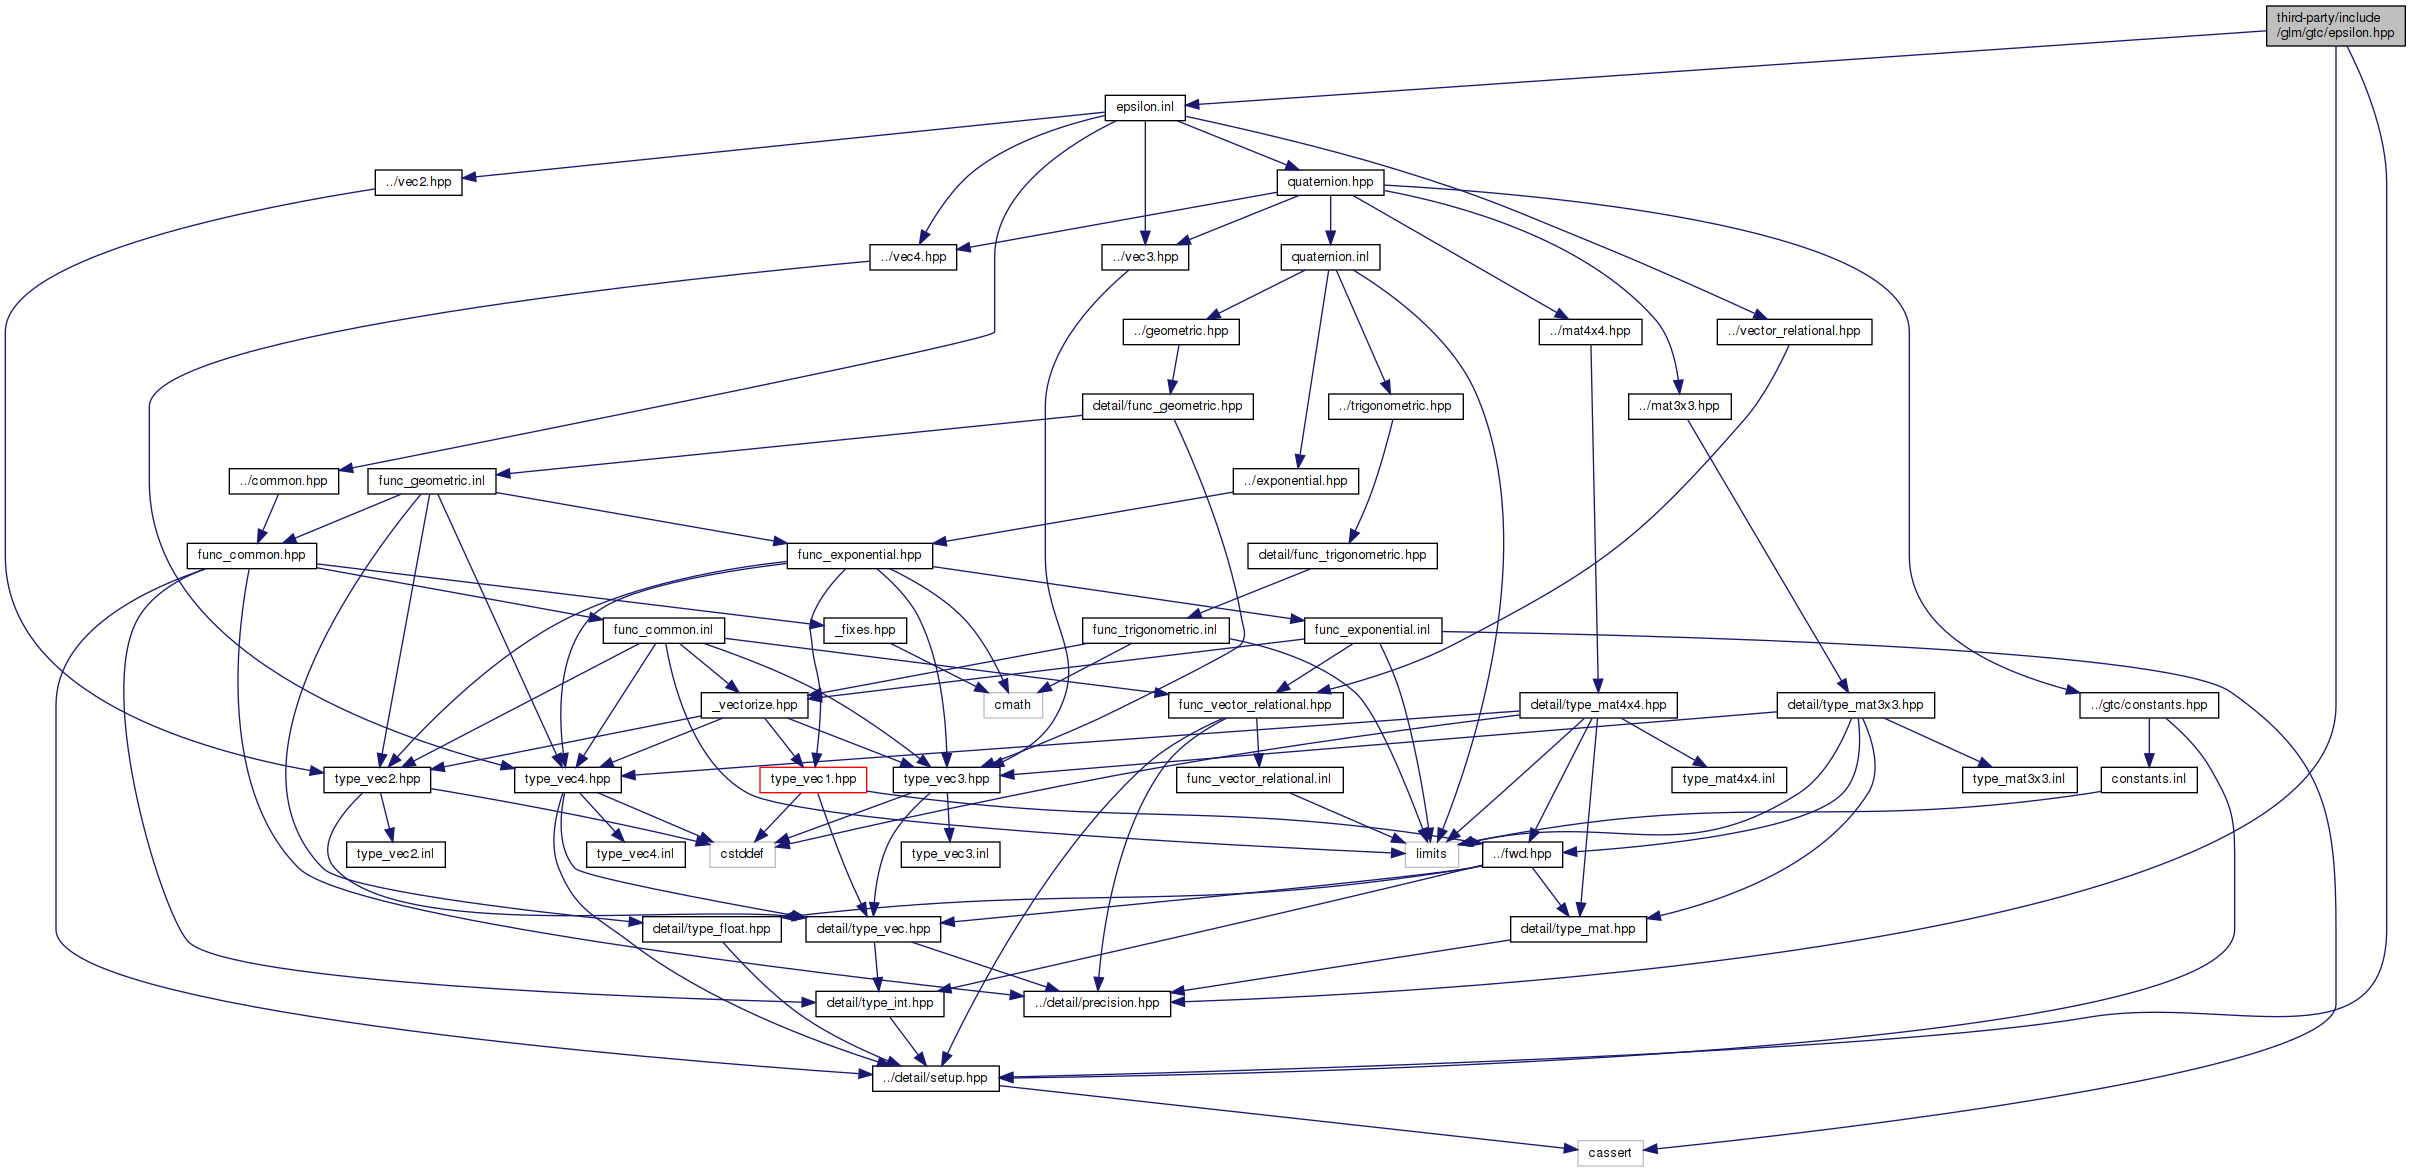 third-party/include
/glm/gtc/epsilon.hpp
epsilon.inl
../vec2.hpp
quaternion.hpp
../vec4.hpp
../vec3.hpp
quaternion.inl
../geometric.hpp
../mat4x4.hpp
../vector_relational.hpp
detail/func_geometric.hpp
../trigonometric.hpp
../mat3x3.hpp
../common.hpp
func_geometric.inl
../exponential.hpp
func_common.hpp
func_exponential.hpp
detail/func_trigonometric.hpp
func_common.inl
_fixes.hpp
func_trigonometric.inl
func_exponential.inl
_vectorize.hpp
cmath
func_vector_relational.hpp
detail/type_mat4x4.hpp
detail/type_mat3x3.hpp
../gtc/constants.hpp
type_vec2.hpp
type_vec4.hpp
type_vec1.hpp
type_vec3.hpp
func_vector_relational.inl
type_mat4x4.inl
type_mat3x3.inl
constants.inl
type_vec2.inl
type_vec4.inl
cstddef
type_vec3.inl
limits
../fwd.hpp
detail/type_float.hpp
detail/type_vec.hpp
detail/type_mat.hpp
detail/type_int.hpp
../detail/precision.hpp
../detail/setup.hpp
cassert